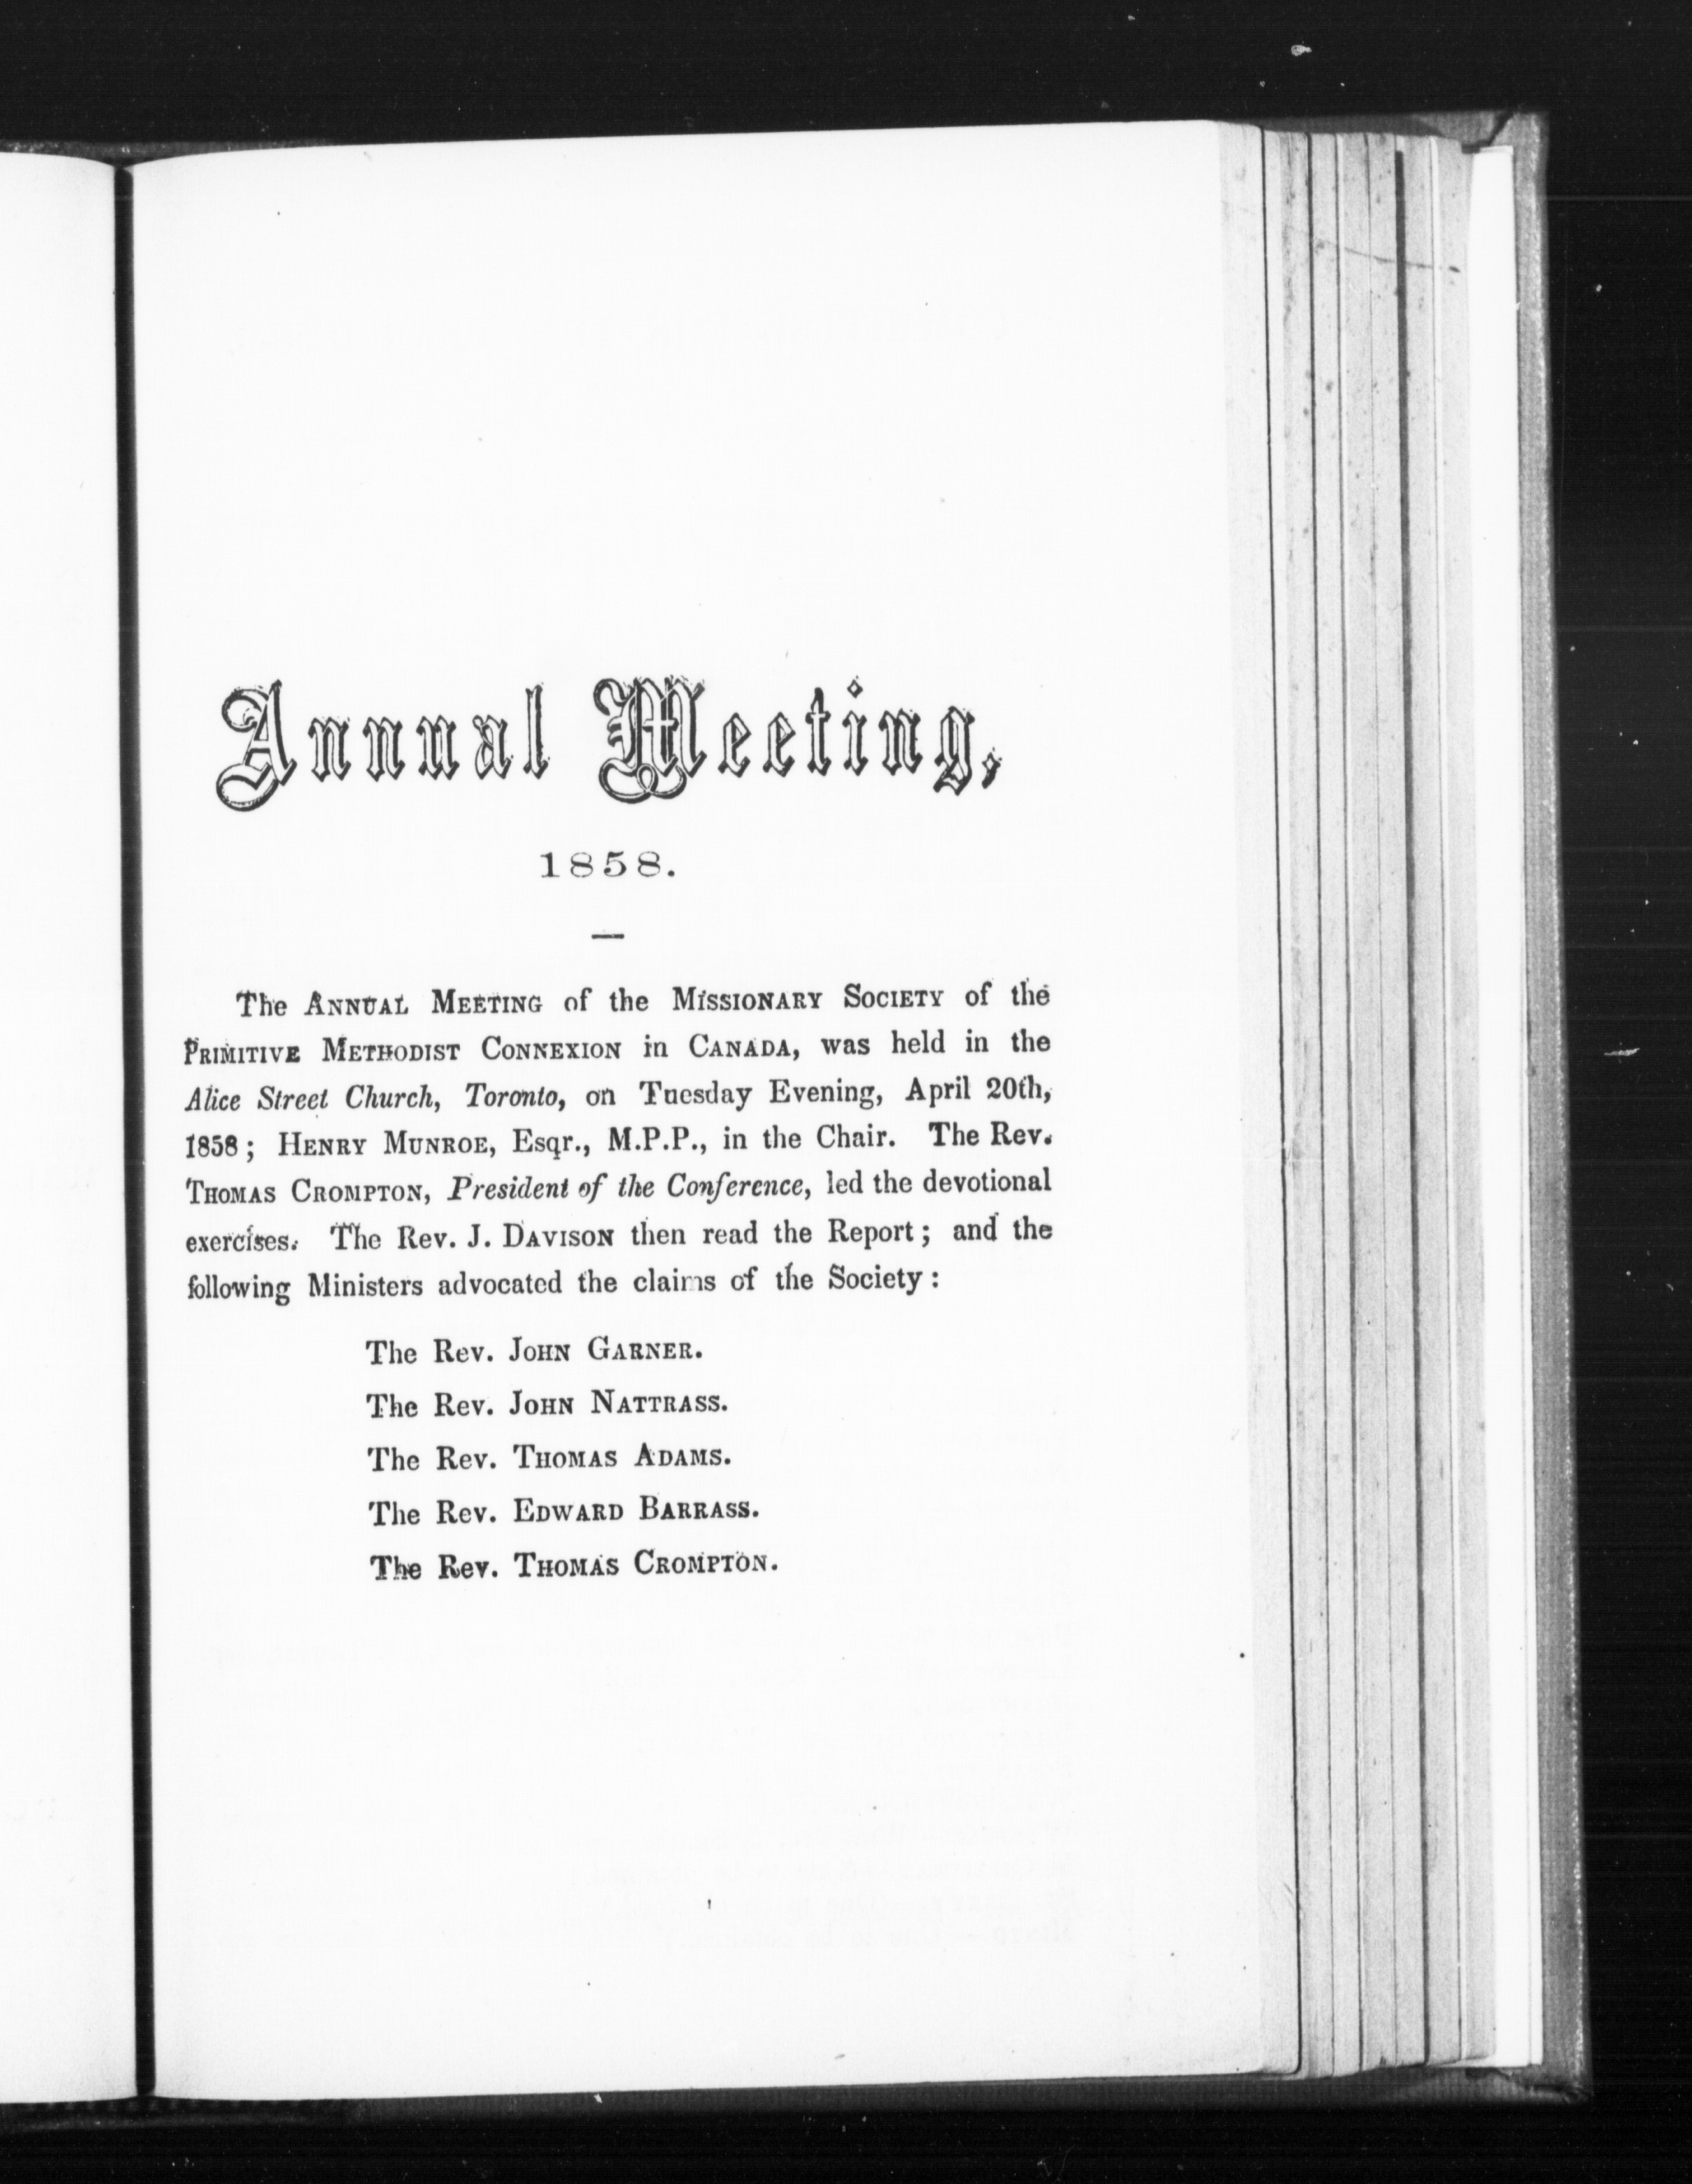 Annual Meeting,
1858.
The Annual Meeting of the Missionary Society of the
Primitive Methodist Connexion in Canada, was held in the
Alice Street Church, Toronto, on Tuesday Evening, April 20th,
1858; Henry Munroe, Esqr., M.P.P., in the Chair. The Rev.
Thomas Crompton, President of the Conference, led the devotional
exercises. The Rev. J. Davison then read the Report; and the
following Ministers advocated the claims of the Society:
The Rev. John Garner.
The Rev. John Nattrass.
The Rev. Thomas Adams.
The Rev. Edward Barrass.
The Rev. Thomas Crompton.